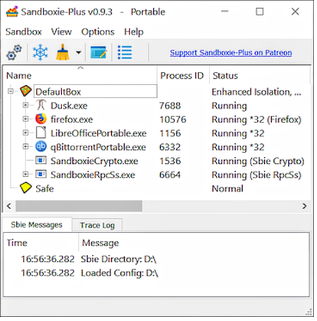 Sandboxie-Plus v0.9.3 - Portable
Sandbox View Options Help
Support Sandboxie-Plus on Patreon
Name Process ID Status
DefaultBox Enhanced Isolation, ...
Dusk.exe 7688 Running
firefox.exe 10576 Running *32 (Firefox)
LibreOfficePortable.exe 1156 Running *32
qBittorrentPortable.exe 6332 Running *32
SandboxieCrypto.exe 1536 Running (Sbie Crypto)
SandboxieRpcSs.exe 6664 Running (Sbie RpcSs)
Safe Normal
Sbie Messages Trace Log
Time Message
16:56:36.282 Sbie Directory: D:\
16:56:36.282 Loaded Config: D:\